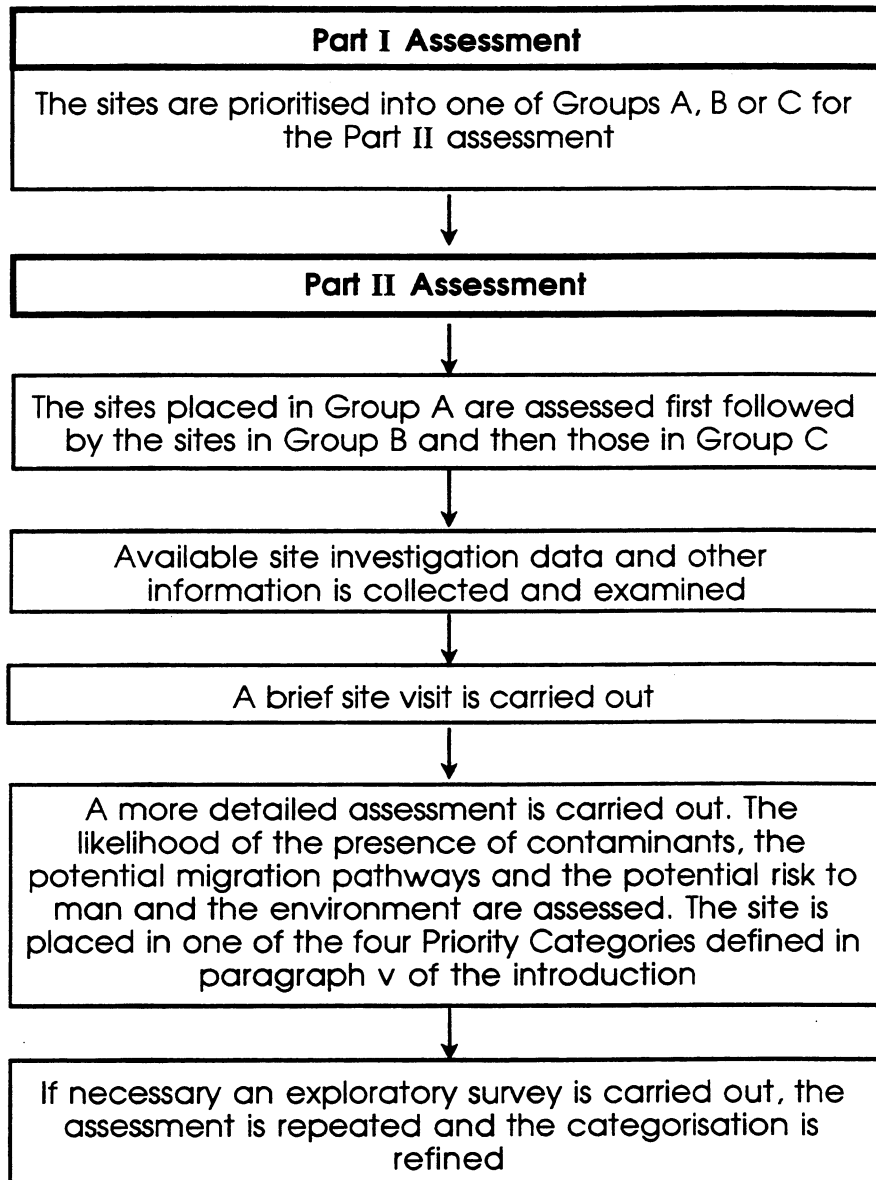 Part I Assessment
The sites are prioritised into one of Groups A, B or C for
the Part II assessment
Part II Assessment
The sites placed in Group A are assessed first followed
by the sites in Group B and then those in Group C
Available site investigation data and other
information is collected and examined
A brief site visit is carried out
A more detailed assessment is carried out. The
likelihood of the presence of contaminants, the
potential migration pathways and the potential risk to
man and the environment are assessed. The site is
placed in one of the four Priority Categories defined in
paragraph v of the introduction
If necessary an exploratory survey is carried out, the
assessment is repeated and the categorisation is
refined